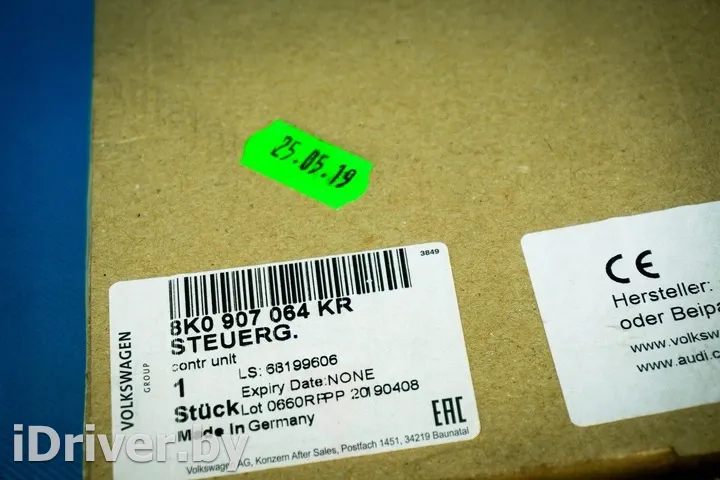 25.05.19
3849
8K0 907 064 KR
STEUERG.
contr unit
LS: 68199606
1
Expiry Date:NONE
Stück Lot 0660RPPP 20190408
Made In Germany
EAC
Volkswagen AG, Konzern After Sales, Postfach 1451, 34219 Baunatal
VOLKSWAGEN
GROUP
CE
Hersteller:
oder Beipa
www.volksw
www.audi.c
iDriver.by